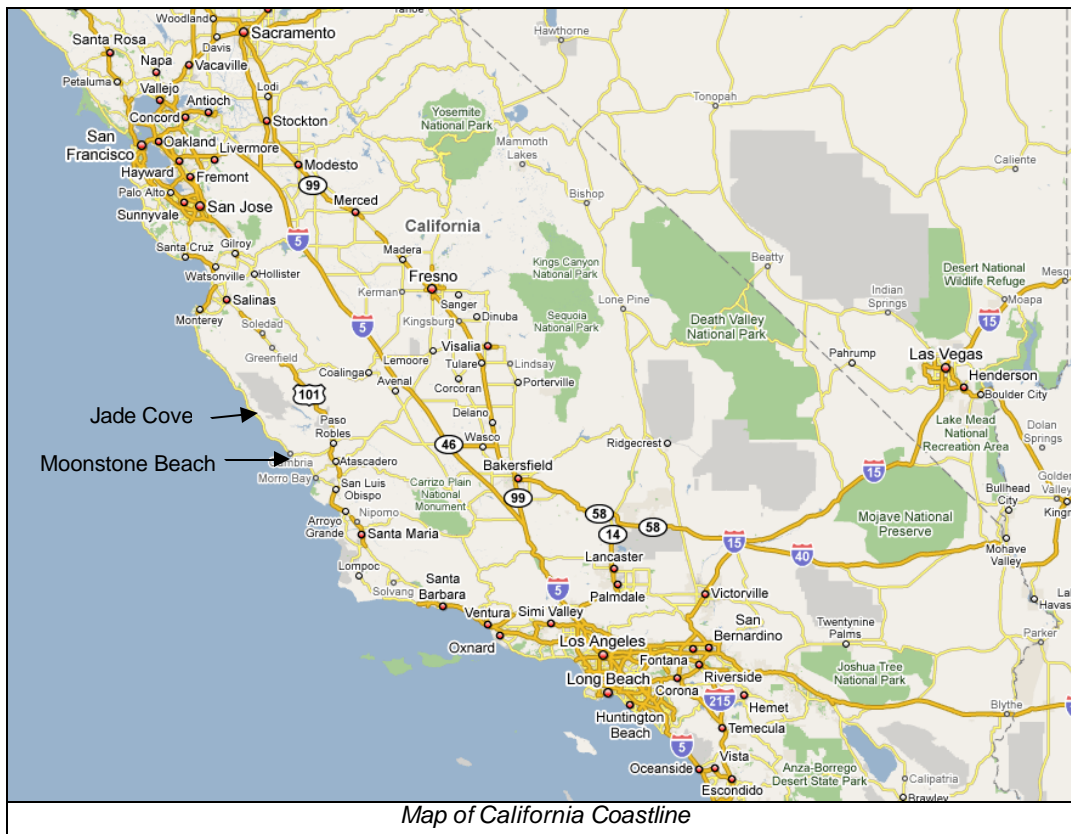 Woodland
Hawthorne
Davis
Sacramento
Santa Rosa
Napa
Vacaville
Petaluma
Vallejo
Lodi
Antioch
Concord
Stockton
Yosemite
National Park
Tonopah
San
Francisco
Oakland
Livermore
Mammoth
Lakes
Modesto
Caliente
Hayward
Fremont
99
Palo Alto
Merced
Bishop
Sunnyvale
San Jose
California
5
Santa Cruz
Gilroy
Madera
Beatty
Watsonville
Hollister
Kings Canyon
National Park
Desert National
Wildlife Refuge
Fresno
Kerman
Sanger
Salinas
Lone Pine
Indian
Springs
Moapa
Monterey
Dinuba
Kingsburg
Soledad
Sequoia
National Park
Death Valley
National Park
15
5
Greenfield
Visalia
Lemoore
Tulare
Lindsay
Pahrump
Las Vegas
Coalinga
Avenal
Corcoran
Porterville
Henderson
Boulder City
101
Jade Cove
Paso
Robles
Delano
Lake Mead
National
Recreation Area
Dolan
Springs
46
Wasco
Ridgecrest
Moonstone Beach
Cambria
Atascadero
Bakersfield
15
Morro Bay
San Luis
Obispo
Carrizo Plain
National
Monument
99
Bullhead
City
Golden
Valley
Arroyo
Grande
Nipomo
58
58
14
Mojave National
Preserve
Santa Maria
15
40
Mohave
Valley
Lompoc
Solvang
Lancaster
Palmdale
5
Victorville
Santa
Barbara
Ventura
Simi Valley
San
Bernardino
Twentynine
Palms
Oxnard
Los Angeles
Fontana
Parker
Riverside
Joshua Tree
National Park
Long Beach
Corona
215
Hemet
Blythe
Huntington
Beach
Temecula
5
Vista
Oceanside
Escondido
Anza-Borrego
Desert State Park
Calipatria
Brawley
Map of California Coastline